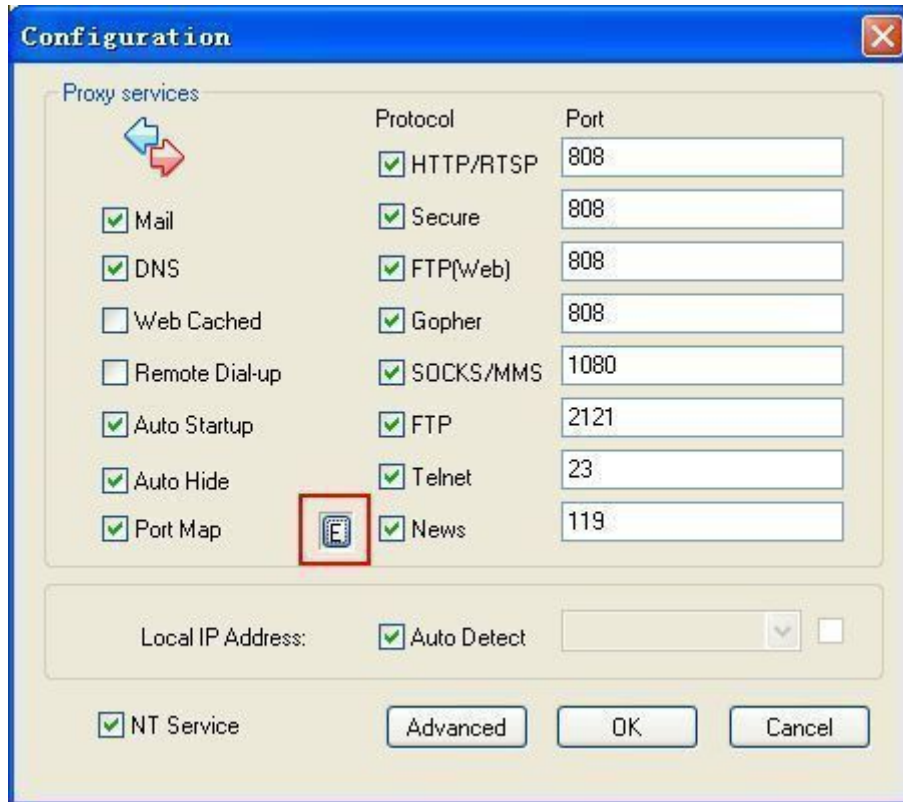 Configuration
Proxy services
Protocol Port
HTTP/RTSP 808
Mail Secure 808
DNS FTP(Web) 808
Web Cached Gopher 808
Remote Dial-up SOCKS/MMS 1080
Auto Startup FTP 2121
Auto Hide Telnet 23
Port Map E News 119
Local IP Address: Auto Detect
NT Service Advanced OK Cancel